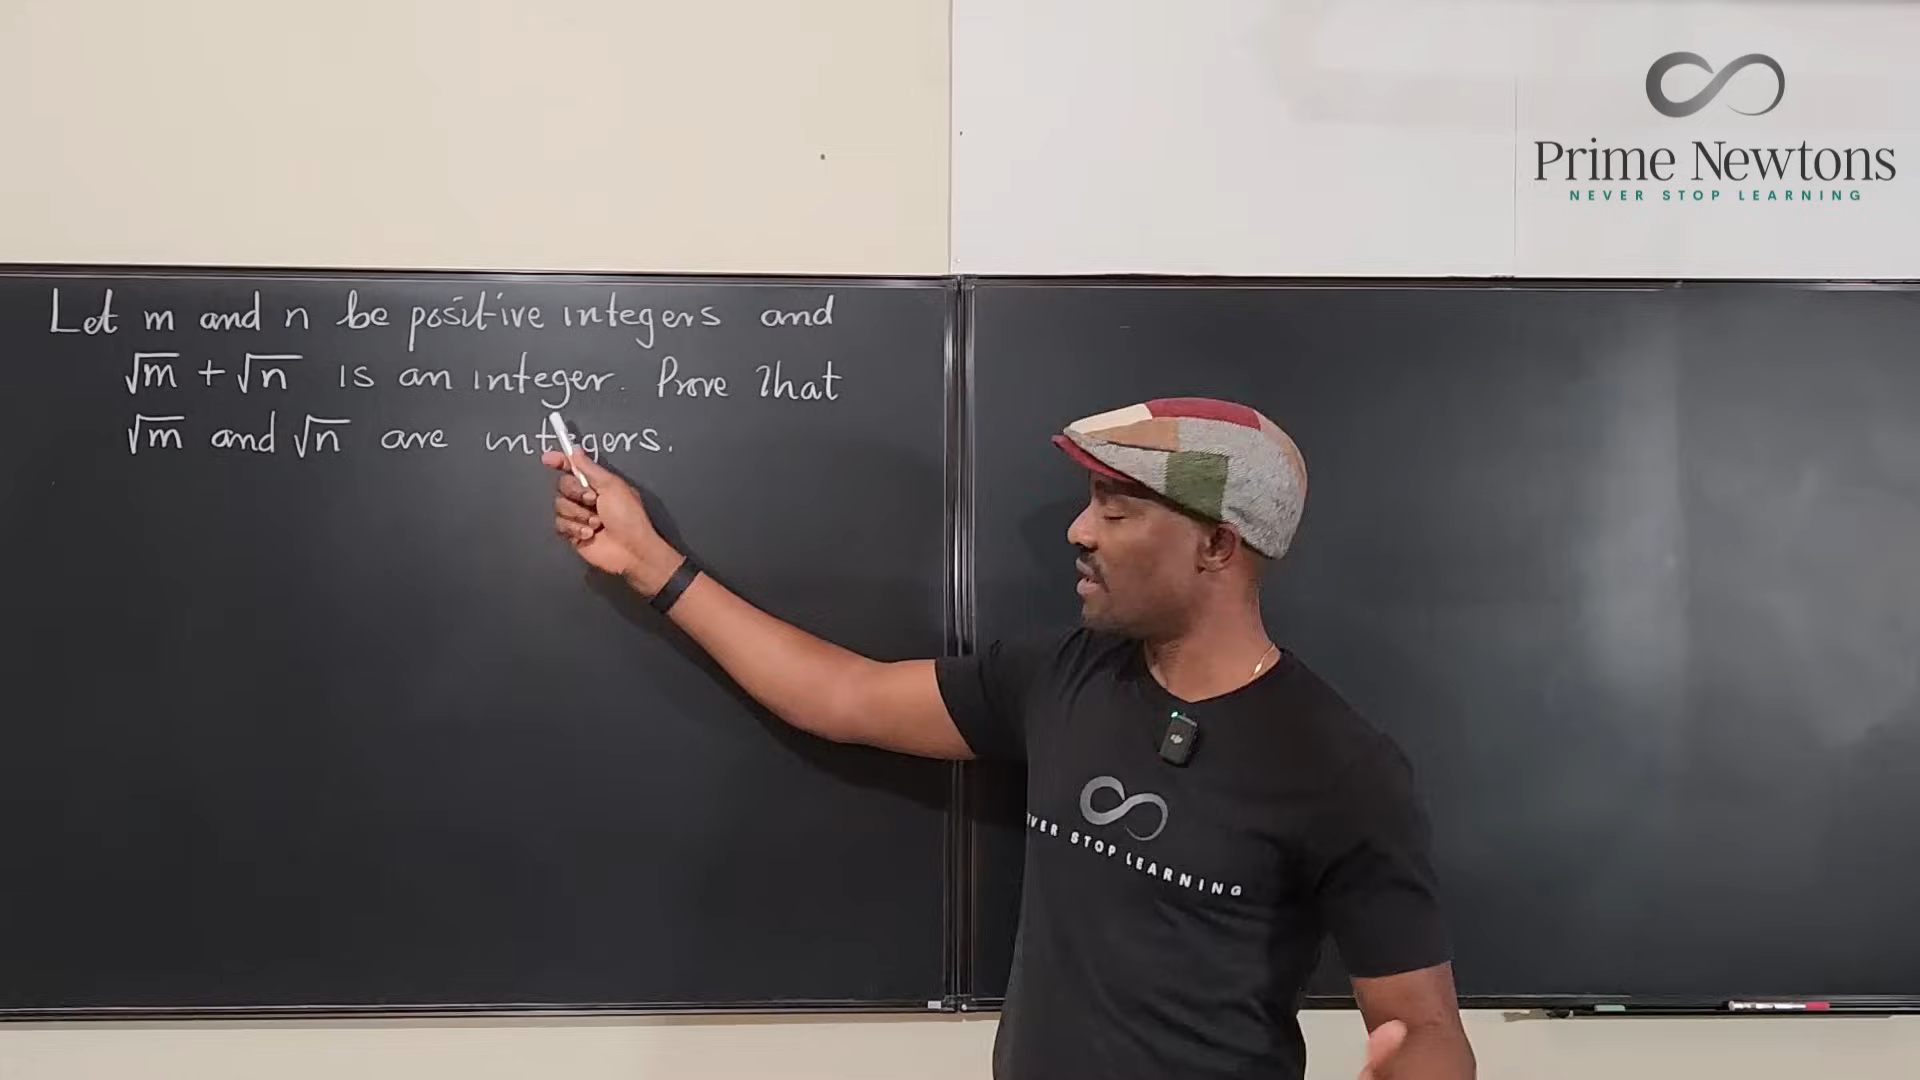 Prime Newtons
NEVER STOP LEARNING
Let m and n be positive integers and
√m + √n is an integer. Prove that
√m and √n are integers.
VER STOP LEARNING